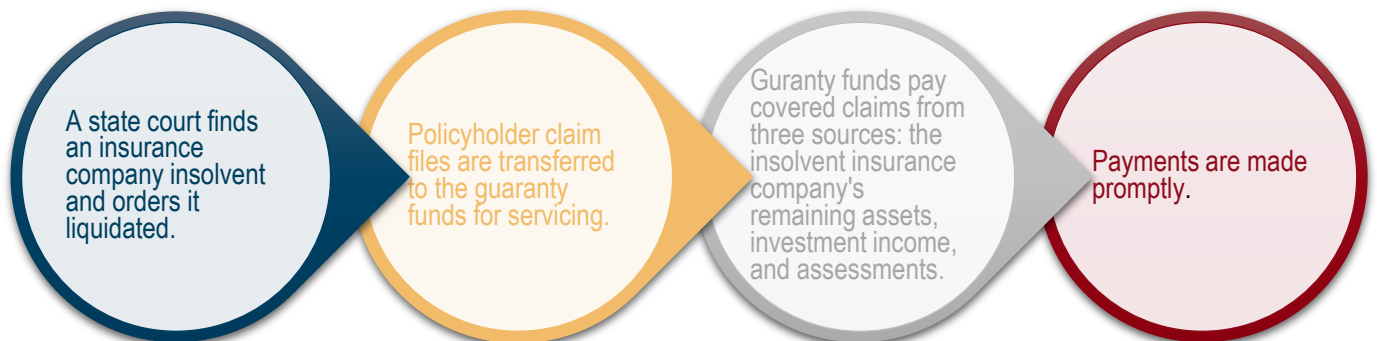 A state court finds
an insurance
company insolvent
and orders it
liquidated.
Policyholder claim
files are transferred
to the guaranty
funds for servicing.
Guranty funds pay
covered claims from
three sources: the
insolvent insurance
company's
remaining assets,
investment income,
and assessments.
Payments are made
promptly.